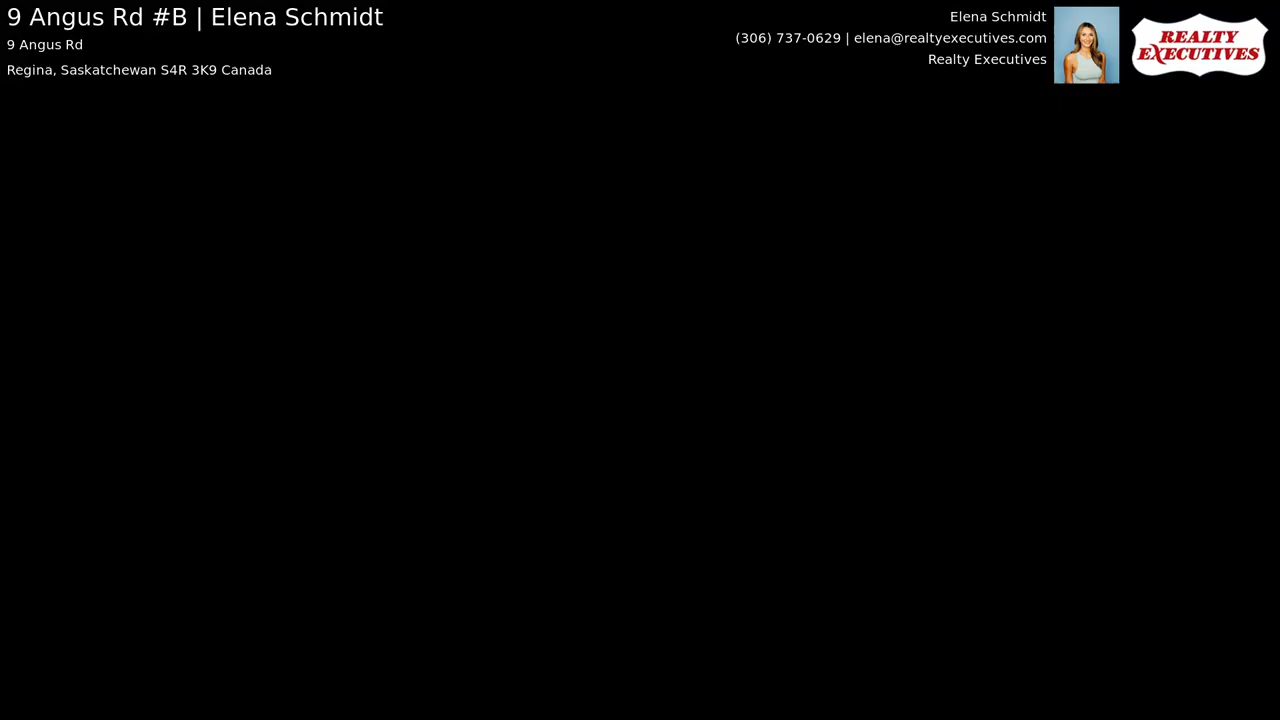 9 Angus Rd #B | Elena Schmidt
9 Angus Rd
Regina, Saskatchewan S4R 3K9 Canada
Elena Schmidt
(306) 737-0629 | elena@realtyexecutives.com
Realty Executives
REALTY
EXECUTIVES